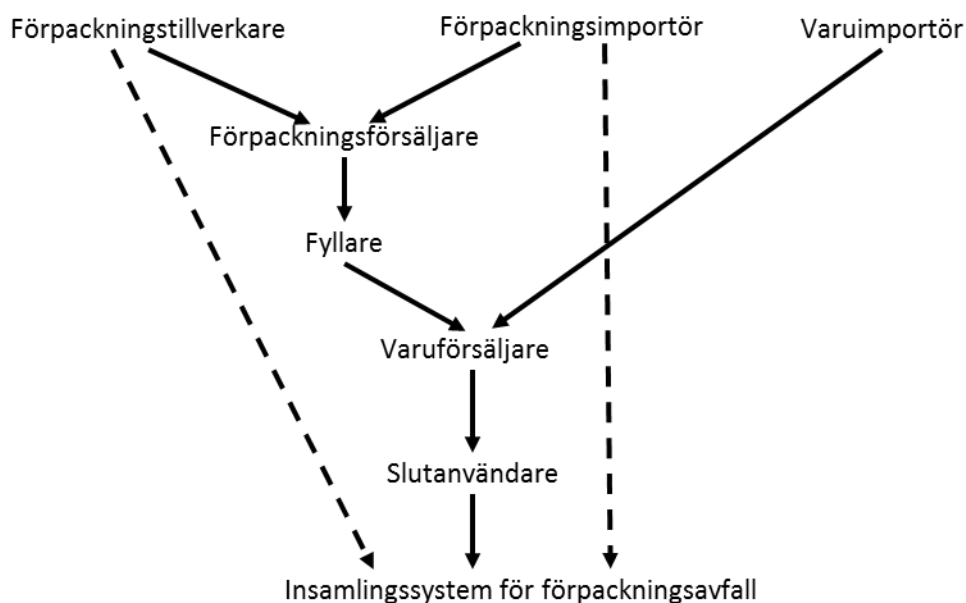 Förpackningstillverkare
Förpackningsimportör
Varuimportör
Förpackningsförsäljare
Fyllare
Varuförsäljare
Slutanvändare
Insamlingssystem för förpackningsavfall